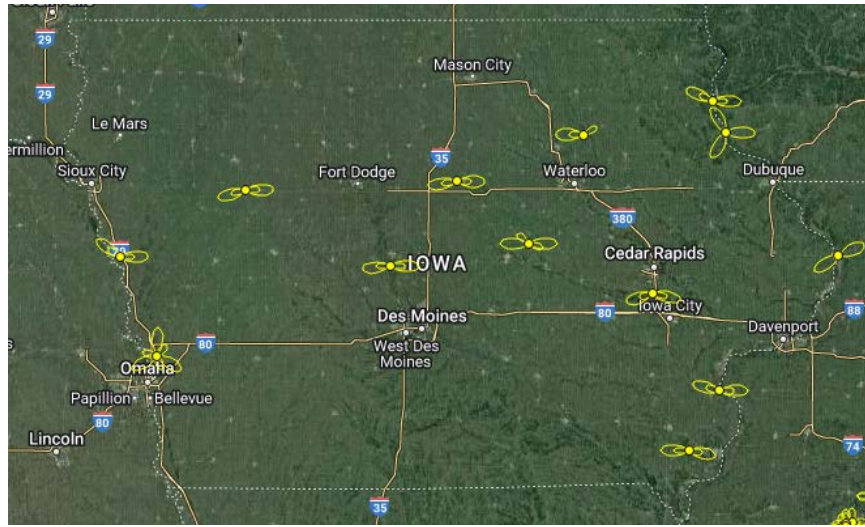 29
Mason City
29
Le Mars
ermillion
35
Sioux City
Fort Dodge
Waterloo
Dubuque
380
IOWA
Cedar Rapids
80
Iowa City
88
Des Moines
Davenport
80
West Des
Moines
Omaha
Papillion
Bellevue
80
Lincoln
74
35